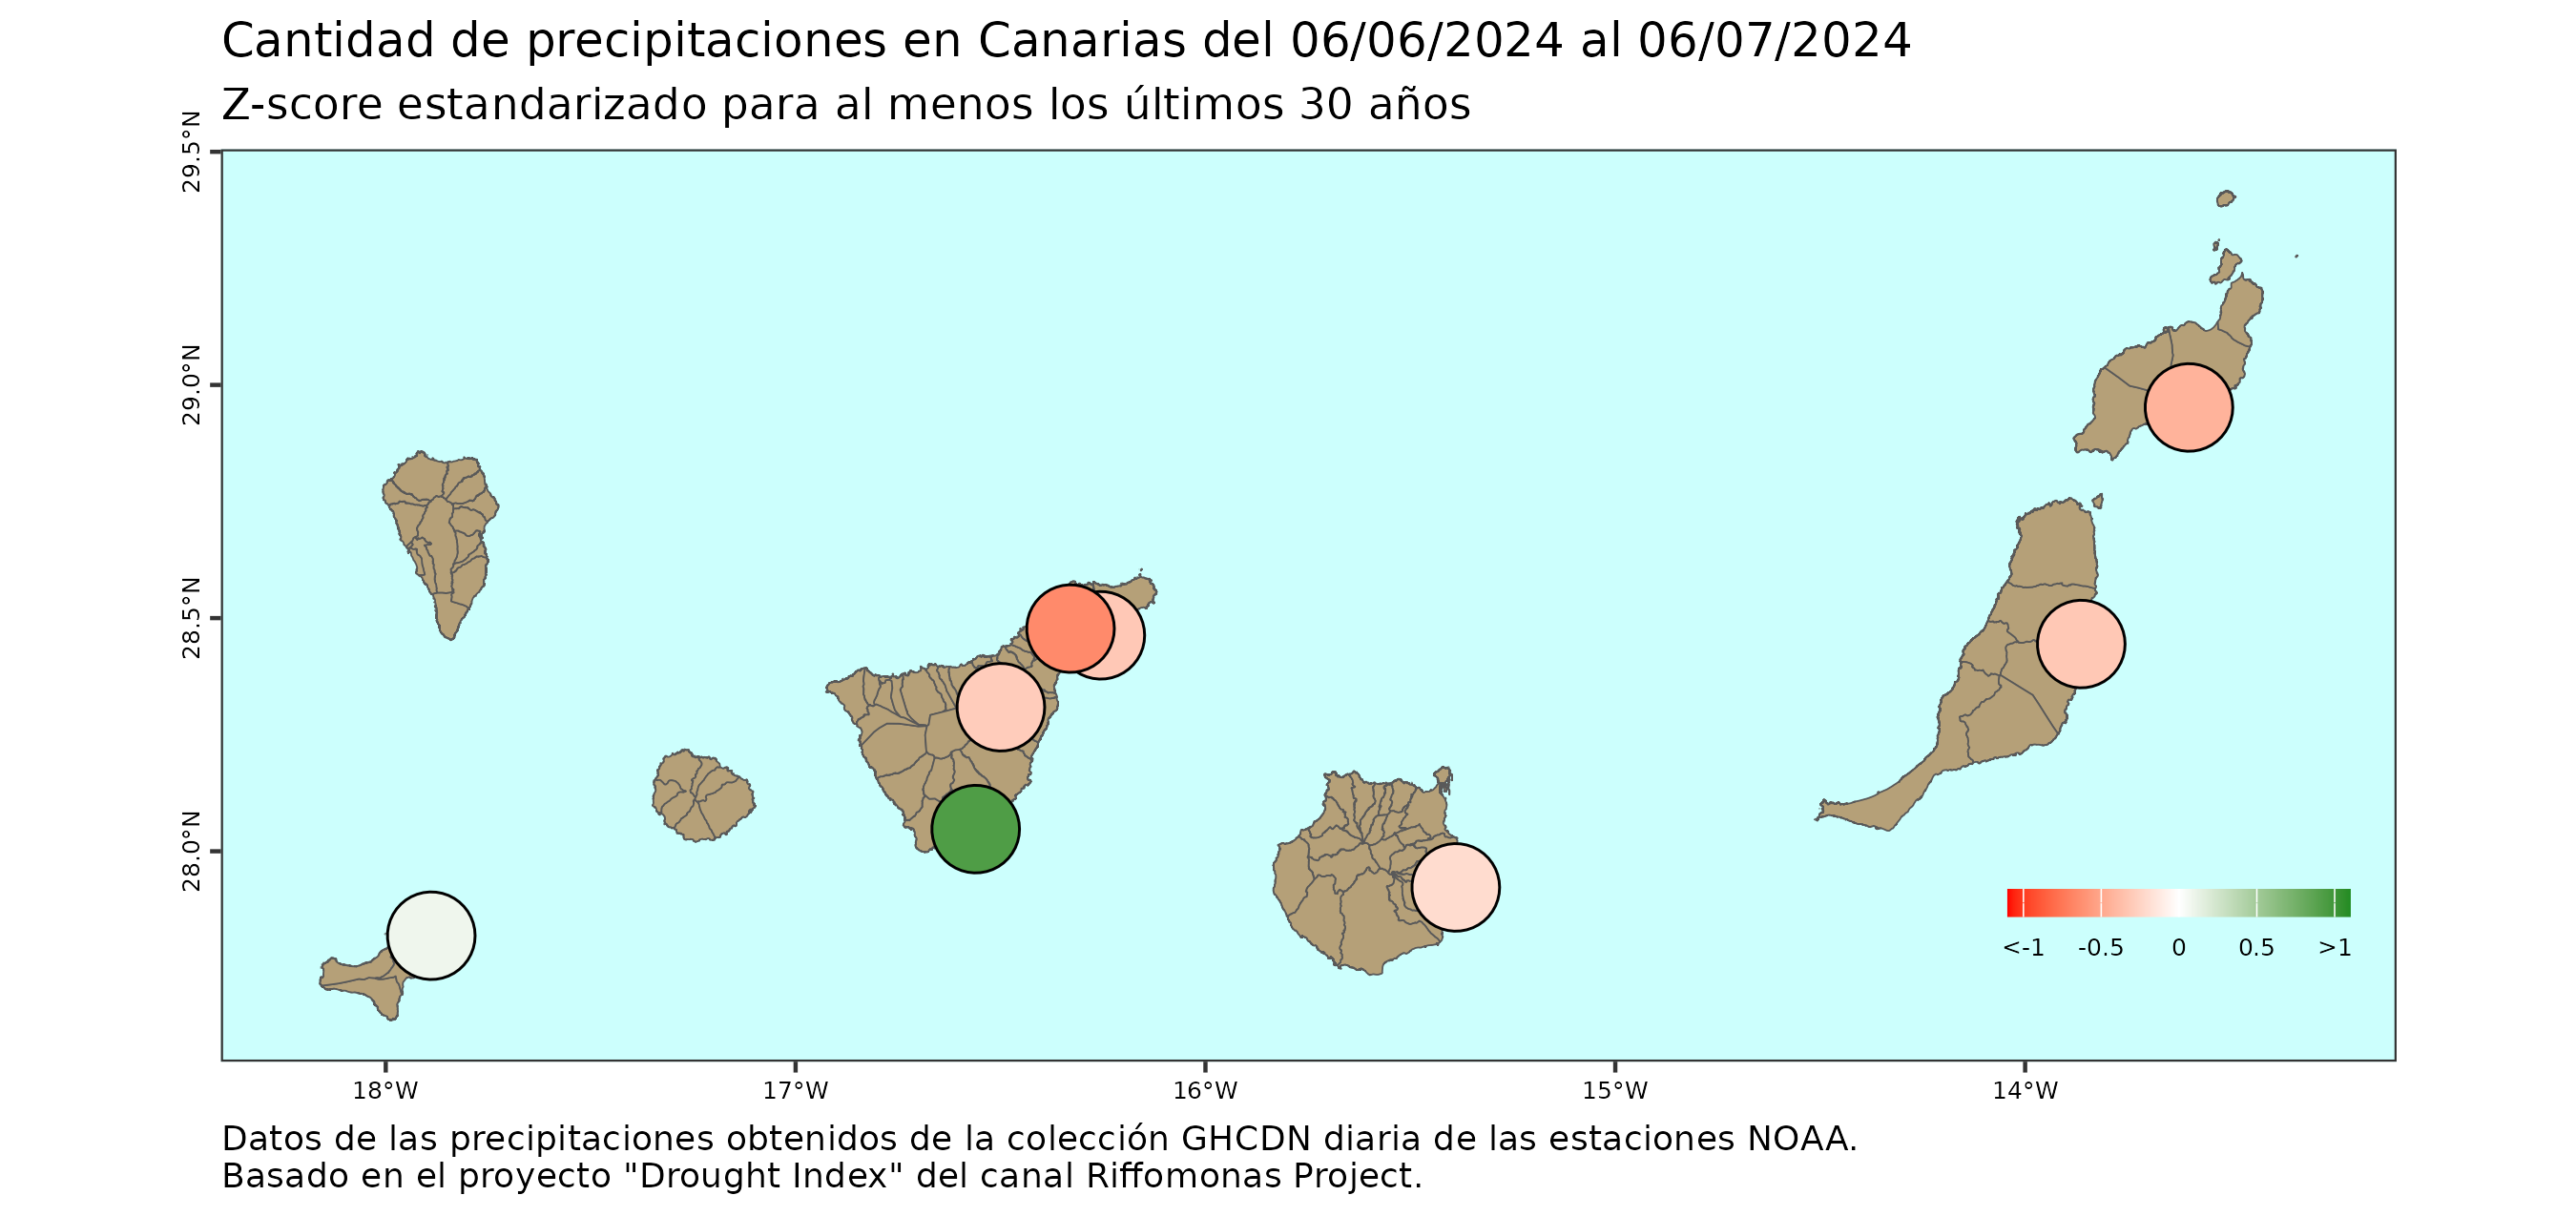 Cantidad de precipitaciones en Canarias del 06/06/2024 al 06/07/2024
Z-score estandarizado para al menos los últimos 30 años
29.5°N
29.0°N
28.5°N
28.0°N
<-1 -0.5 0 0.5 >1
18°W 17°W 16°W 15°W 14°W
Datos de las precipitaciones obtenidos de la colección GHCDN diaria de las estaciones NOAA.
Basado en el proyecto "Drought Index" del canal Riffomonas Project.